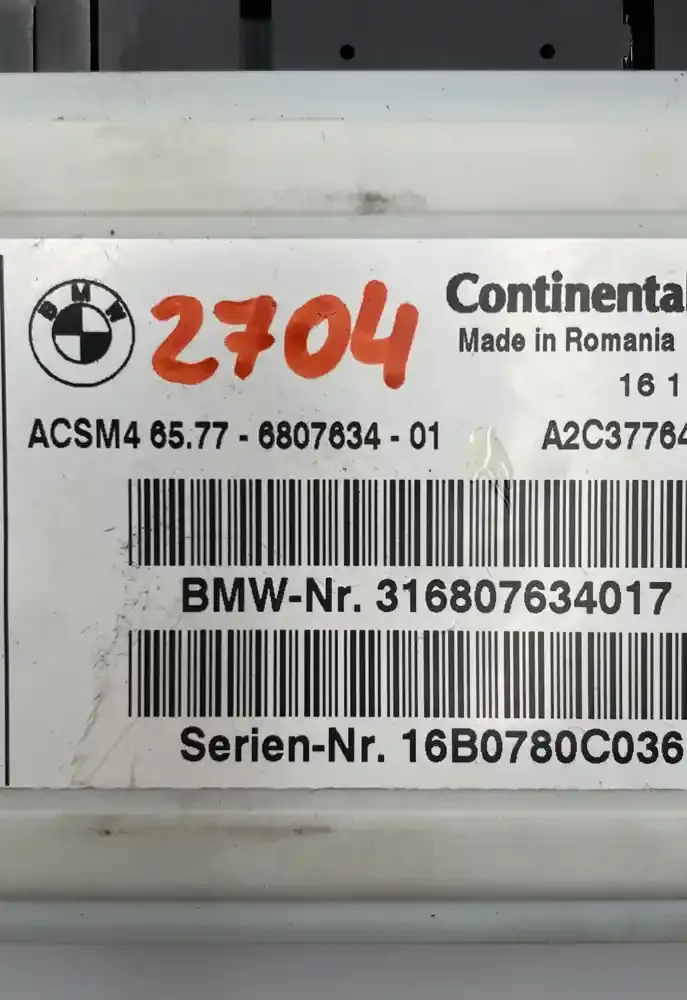 BMW
2704
Continental
Made in Romania
16 1
ACSM4 65.77 - 6807634 - 01
A2C37764
BMW-Nr. 316807634017
Serien-Nr. 16B0780C036